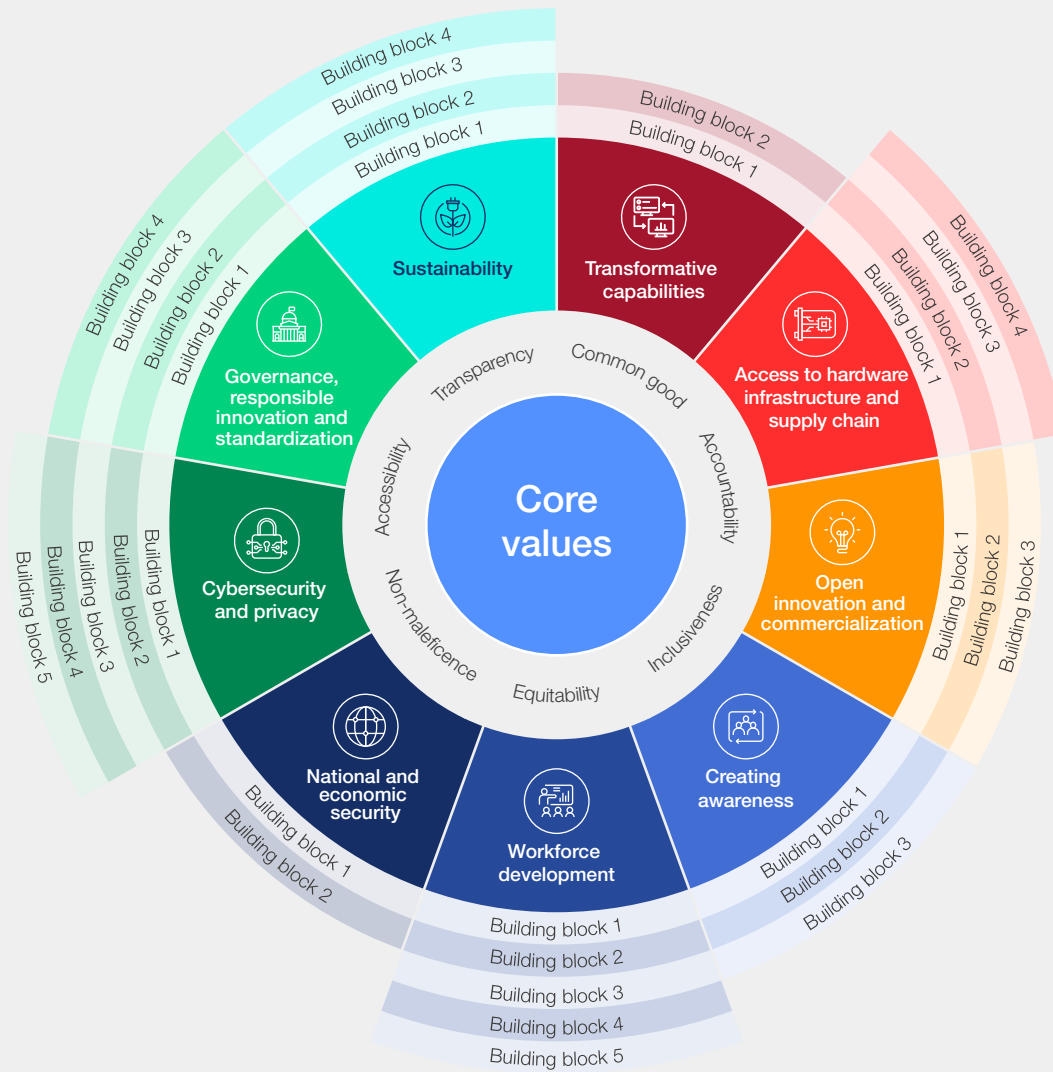 Core
values
Common good
Accountability
Inclusiveness
Equitability
Non-maleficence
Accessibility
Transparency
Transformative
capabilities
Building block 1
Building block 2
Access to hardware
infrastructure and
supply chain
Building block 1
Building block 2
Building block 3
Building block 4
Open
innovation and
commercialization
Building block 1
Building block 2
Building block 3
Creating
awareness
Building block 1
Building block 2
Building block 3
Workforce
development
Building block 1
Building block 2
Building block 3
Building block 4
Building block 5
National and
economic
security
Building block 1
Building block 2
Cybersecurity
and privacy
Building block 1
Building block 2
Building block 3
Building block 4
Building block 5
Governance,
responsible
innovation and
standardization
Building block 1
Building block 2
Building block 3
Building block 4
Sustainability
Building block 1
Building block 2
Building block 3
Building block 4